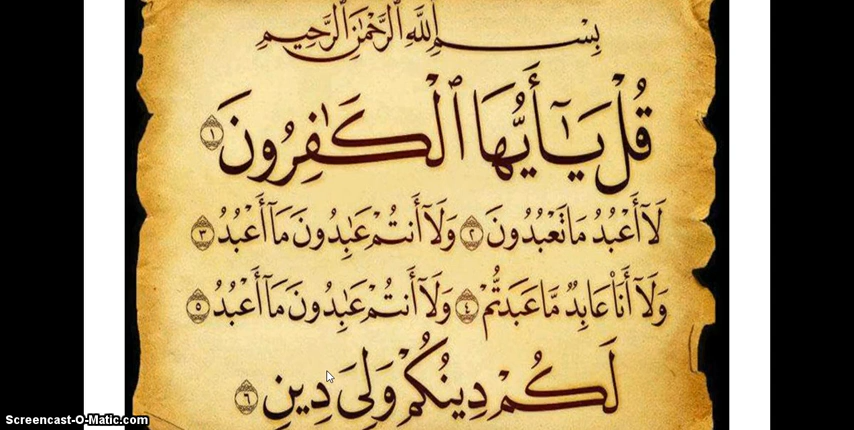 بِسْمِ ٱللَّهِ ٱلرَّحْمَٰنِ ٱلرَّحِيمِ
قُلْ يَٰٓأَيُّهَا ٱلْكَٰفِرُونَ ١
لَآ أَعْبُدُ مَا تَعْبُدُونَ ٢ وَلَآ أَنتُمْ عَٰبِدُونَ مَآ أَعْبُدُ ٣
وَلَآ أَنَا۠ عَابِدٌ مَّا عَبَدتُّمْ ٤ وَلَآ أَنتُمْ عَٰبِدُونَ مَآ أَعْبُدُ ٥
لَكُمْ دِينُكُمْ وَلِىَ دِينِ ٦
Screencast-O-Matic.com